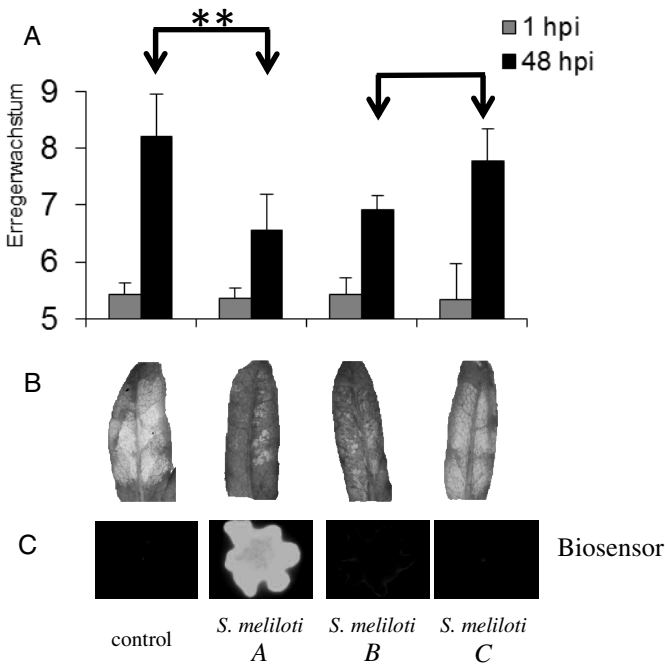 A
**
1 hpi
48 hpi
Erregerwachstum
9
8
7
6
5
B
C
Biosensor
control
S. meliloti
A
S. meliloti
B
S. meliloti
C